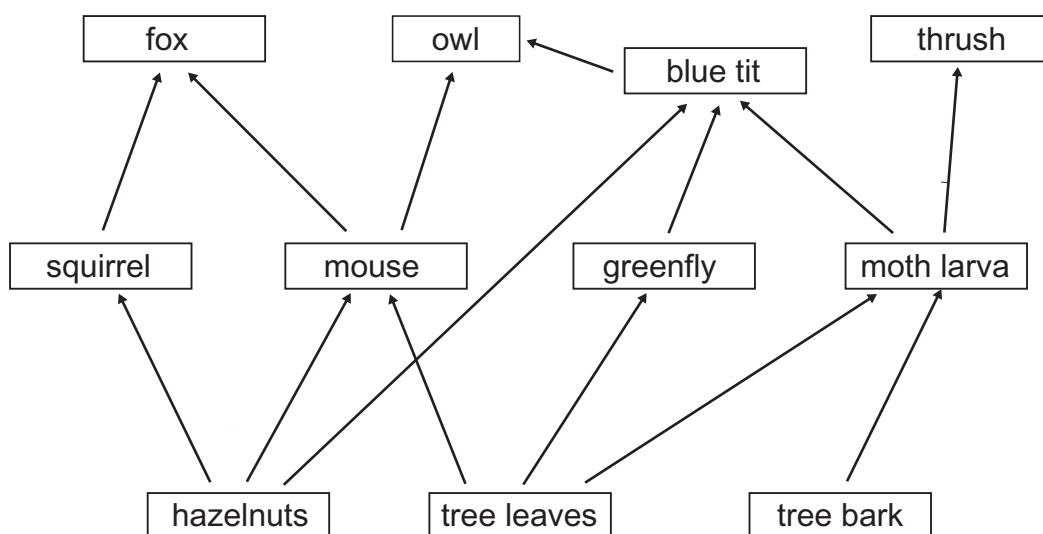 fox
owl
thrush
blue tit
squirrel
mouse
greenfly
moth larva
hazelnuts
tree leaves
tree bark